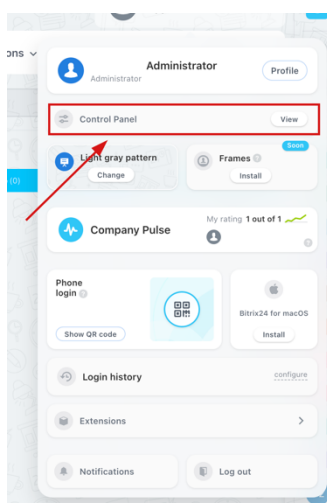 ons
Administrator
Administrator
Profile
Control Panel
View
Soon
Light gray pattern
Change
Frames
Install
(0)
Company Pulse
My rating 1 out of 1
Phone
login
Show QR code
Bitrix24 for macOS
Install
Login history
configure
Extensions
Notifications
Log out